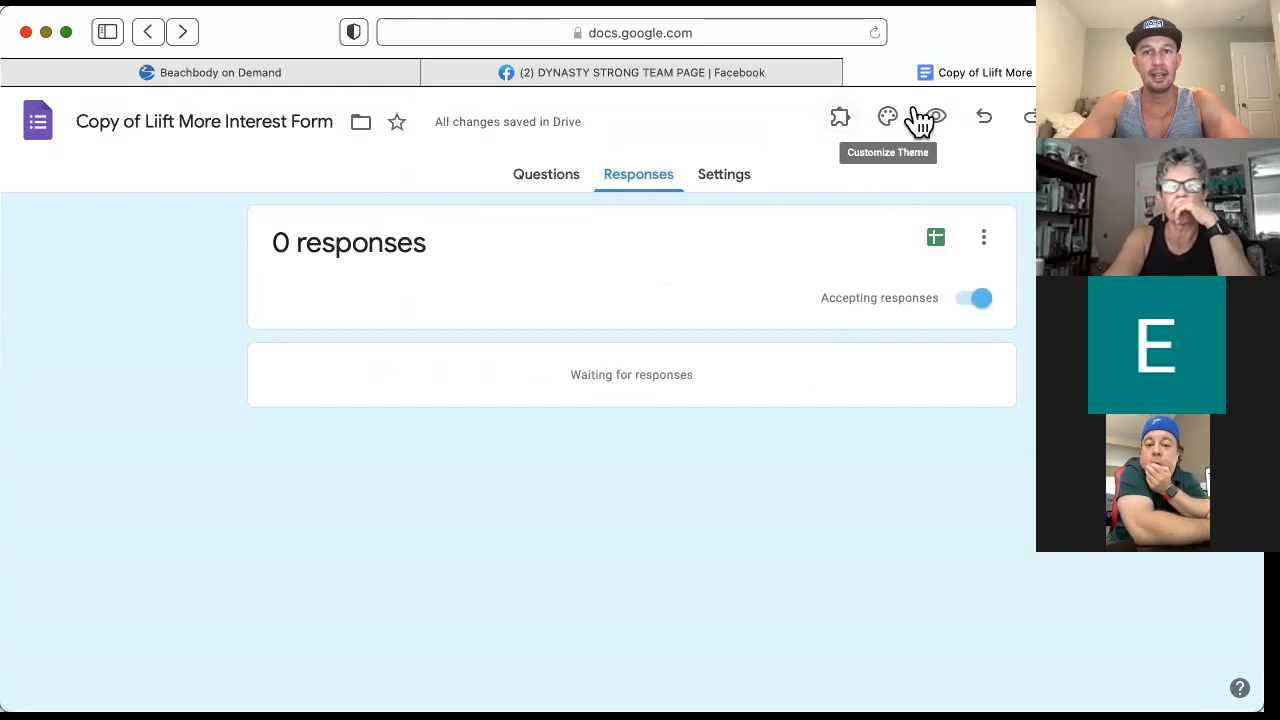 docs.google.com
Beachbody on Demand
(2) DYNASTY STRONG TEAM PAGE | Facebook
Copy of Liift More
Copy of Liift More Interest Form
All changes saved in Drive
Customize Theme
Questions
Responses
Settings
0 responses
Accepting responses
Waiting for responses
E